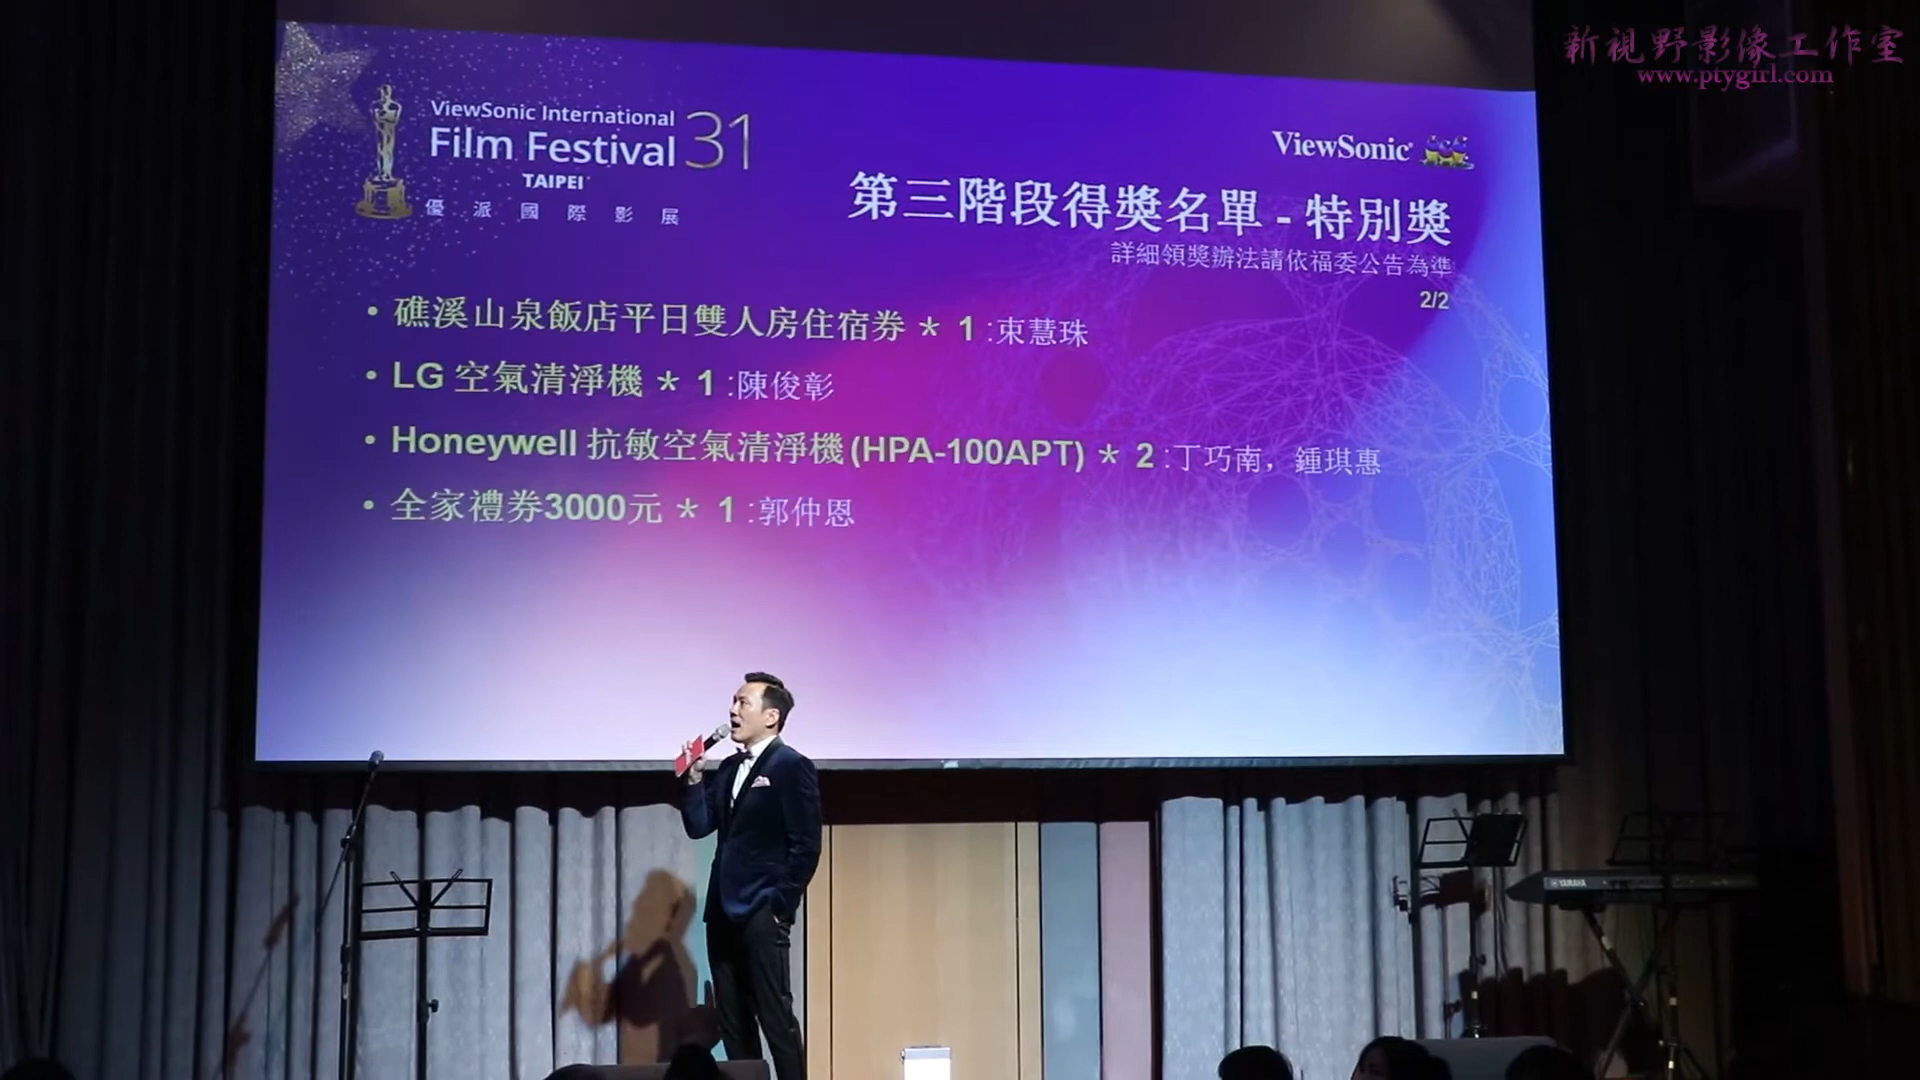 新視野影像工作室
www.ptygirl.com
ViewSonic International
Film Festival 31
TAIPEI
優派國際影展
ViewSonic
第三階段得獎名單 - 特別獎
詳細領獎辦法請依福委公告為準
2/2
• 礁溪山泉飯店平日雙人房住宿券 * 1 :束慧珠
• LG 空氣清淨機 * 1 :陳俊彰
• Honeywell 抗敏空氣清淨機(HPA-100APT) * 2 :丁巧南，鍾琪惠
• 全家禮券3000元 * 1 :郭仲恩
YAMAHA